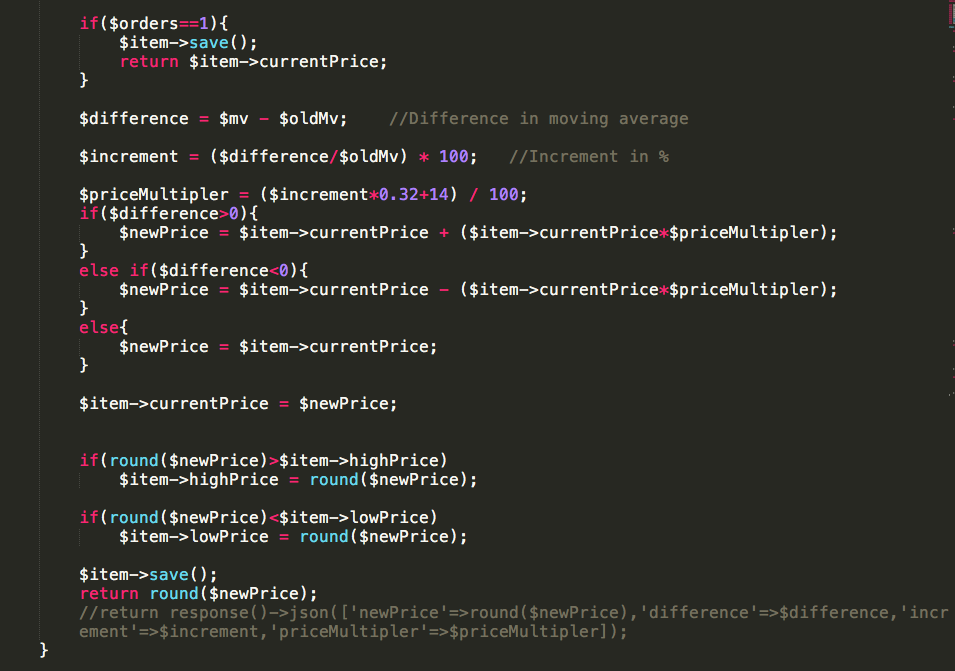 if($orders==1){
$item->save();
return $item->currentPrice;
}
$difference = $mv - $oldMv;    //Difference in moving average
$increment = ($difference/$oldMv) * 100;   //Increment in %
$priceMultipler = ($increment*0.32+14) / 100;
if($difference>0){
$newPrice = $item->currentPrice + ($item->currentPrice*$priceMultipler);
}
else if($difference<0){
$newPrice = $item->currentPrice - ($item->currentPrice*$priceMultipler);
}
else{
$newPrice = $item->currentPrice;
}
$item->currentPrice = $newPrice;
if(round($newPrice)>$item->highPrice)
$item->highPrice = round($newPrice);
if(round($newPrice)<$item->lowPrice)
$item->lowPrice = round($newPrice);
$item->save();
return round($newPrice);
//return response()->json(['newPrice'=>round($newPrice),'difference'=>$difference,'incr
ement'=>$increment,'priceMultipler'=>$priceMultipler]);
}